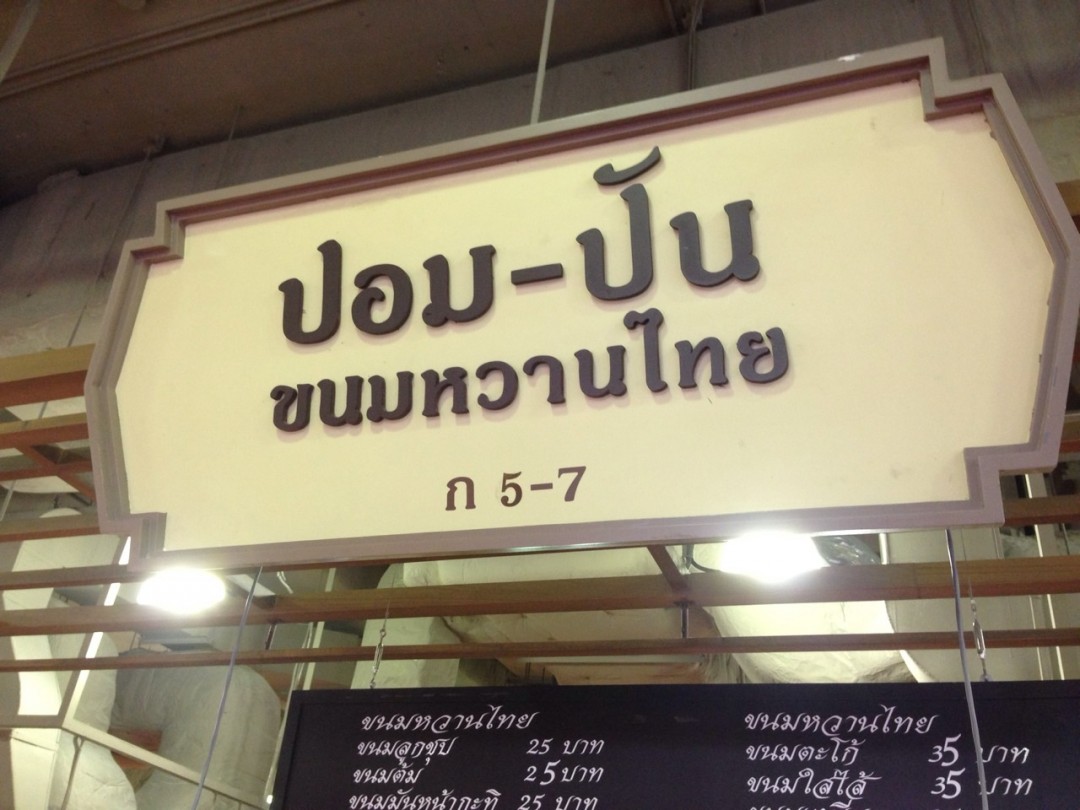 ปอม-ปั้น
ขนมหวานไทย
ก 5-7
ขนมหวานไทย
ขนมลูกชุบ 25 บาท
ขนมต้ม 25 บาท
ขนมมันหน้ากะทิ 25 บาท
ขนมหวานไทย
ขนมตะโก้ 35 บาท
ขนมใส่ไส้ 35 บาท